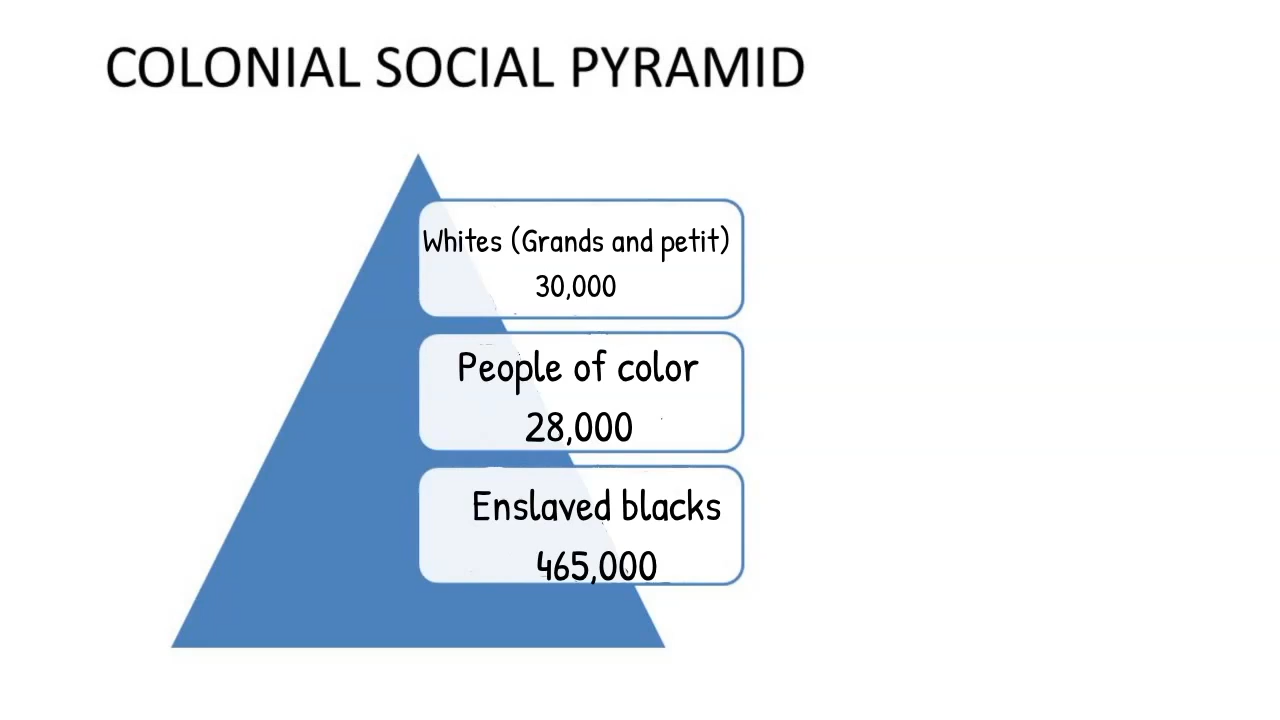 COLONIAL SOCIAL PYRAMID
Whites (Grands and petit)
30,000
People of color
28,000
Enslaved blacks
465,000